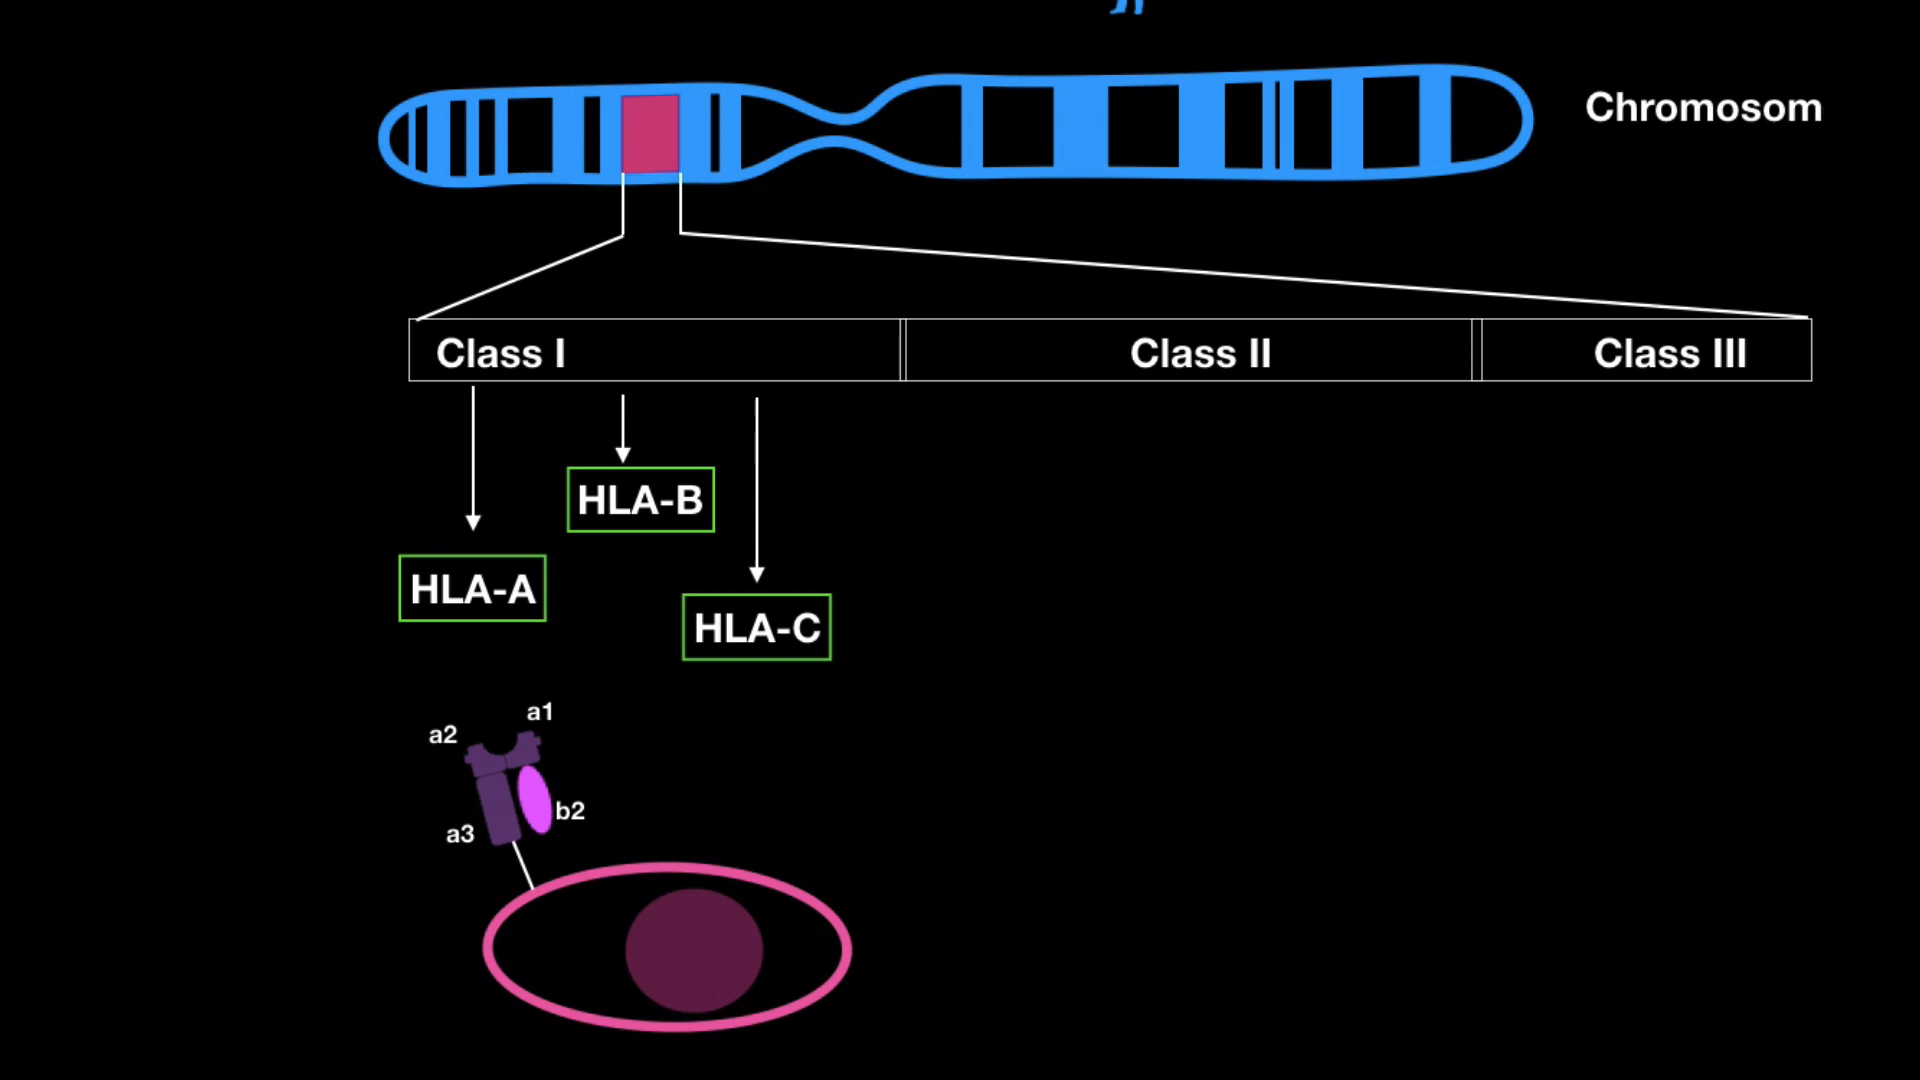 Chromosom
Class I
Class II
Class III
HLA-B
HLA-A
HLA-C
a1
a2
b2
a3